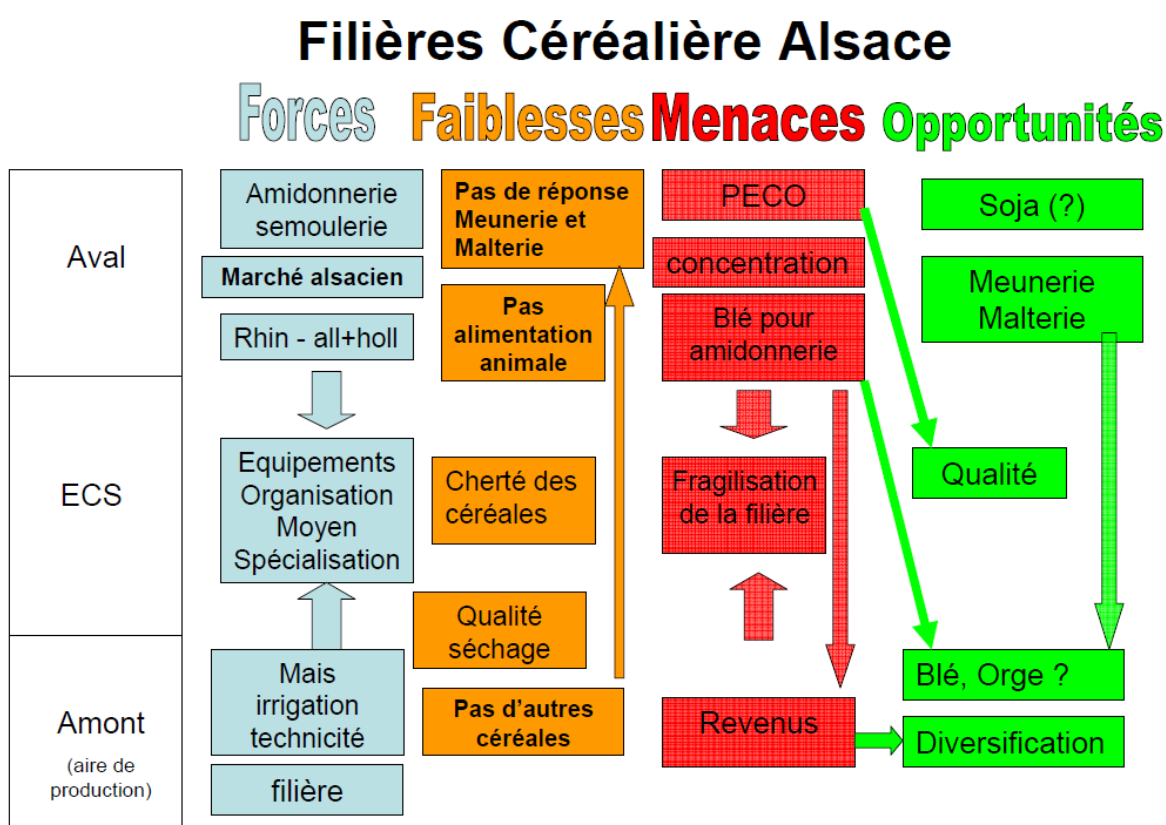 Filières Céréalière Alsace
Forces
Faiblesses
Menaces
Opportunités
Aval
Amidonnerie
semoulerie
Marché alsacien
Rhin - all+holl
Pas de réponse
Meunerie et
Malterie
Pas
alimentation
animale
PECO
concentration
Blé pour
amidonnerie
Soja (?)
Meunerie
Malterie
ECS
Equipements
Organisation
Moyen
Spécialisation
Cherté des
céréales
Fragilisation
de la filière
Qualité
Qualité
séchage
Amont
(aire de
production)
Mais
irrigation
technicité
filière
Pas d'autres
céréales
Revenus
Blé, Orge ?
Diversification